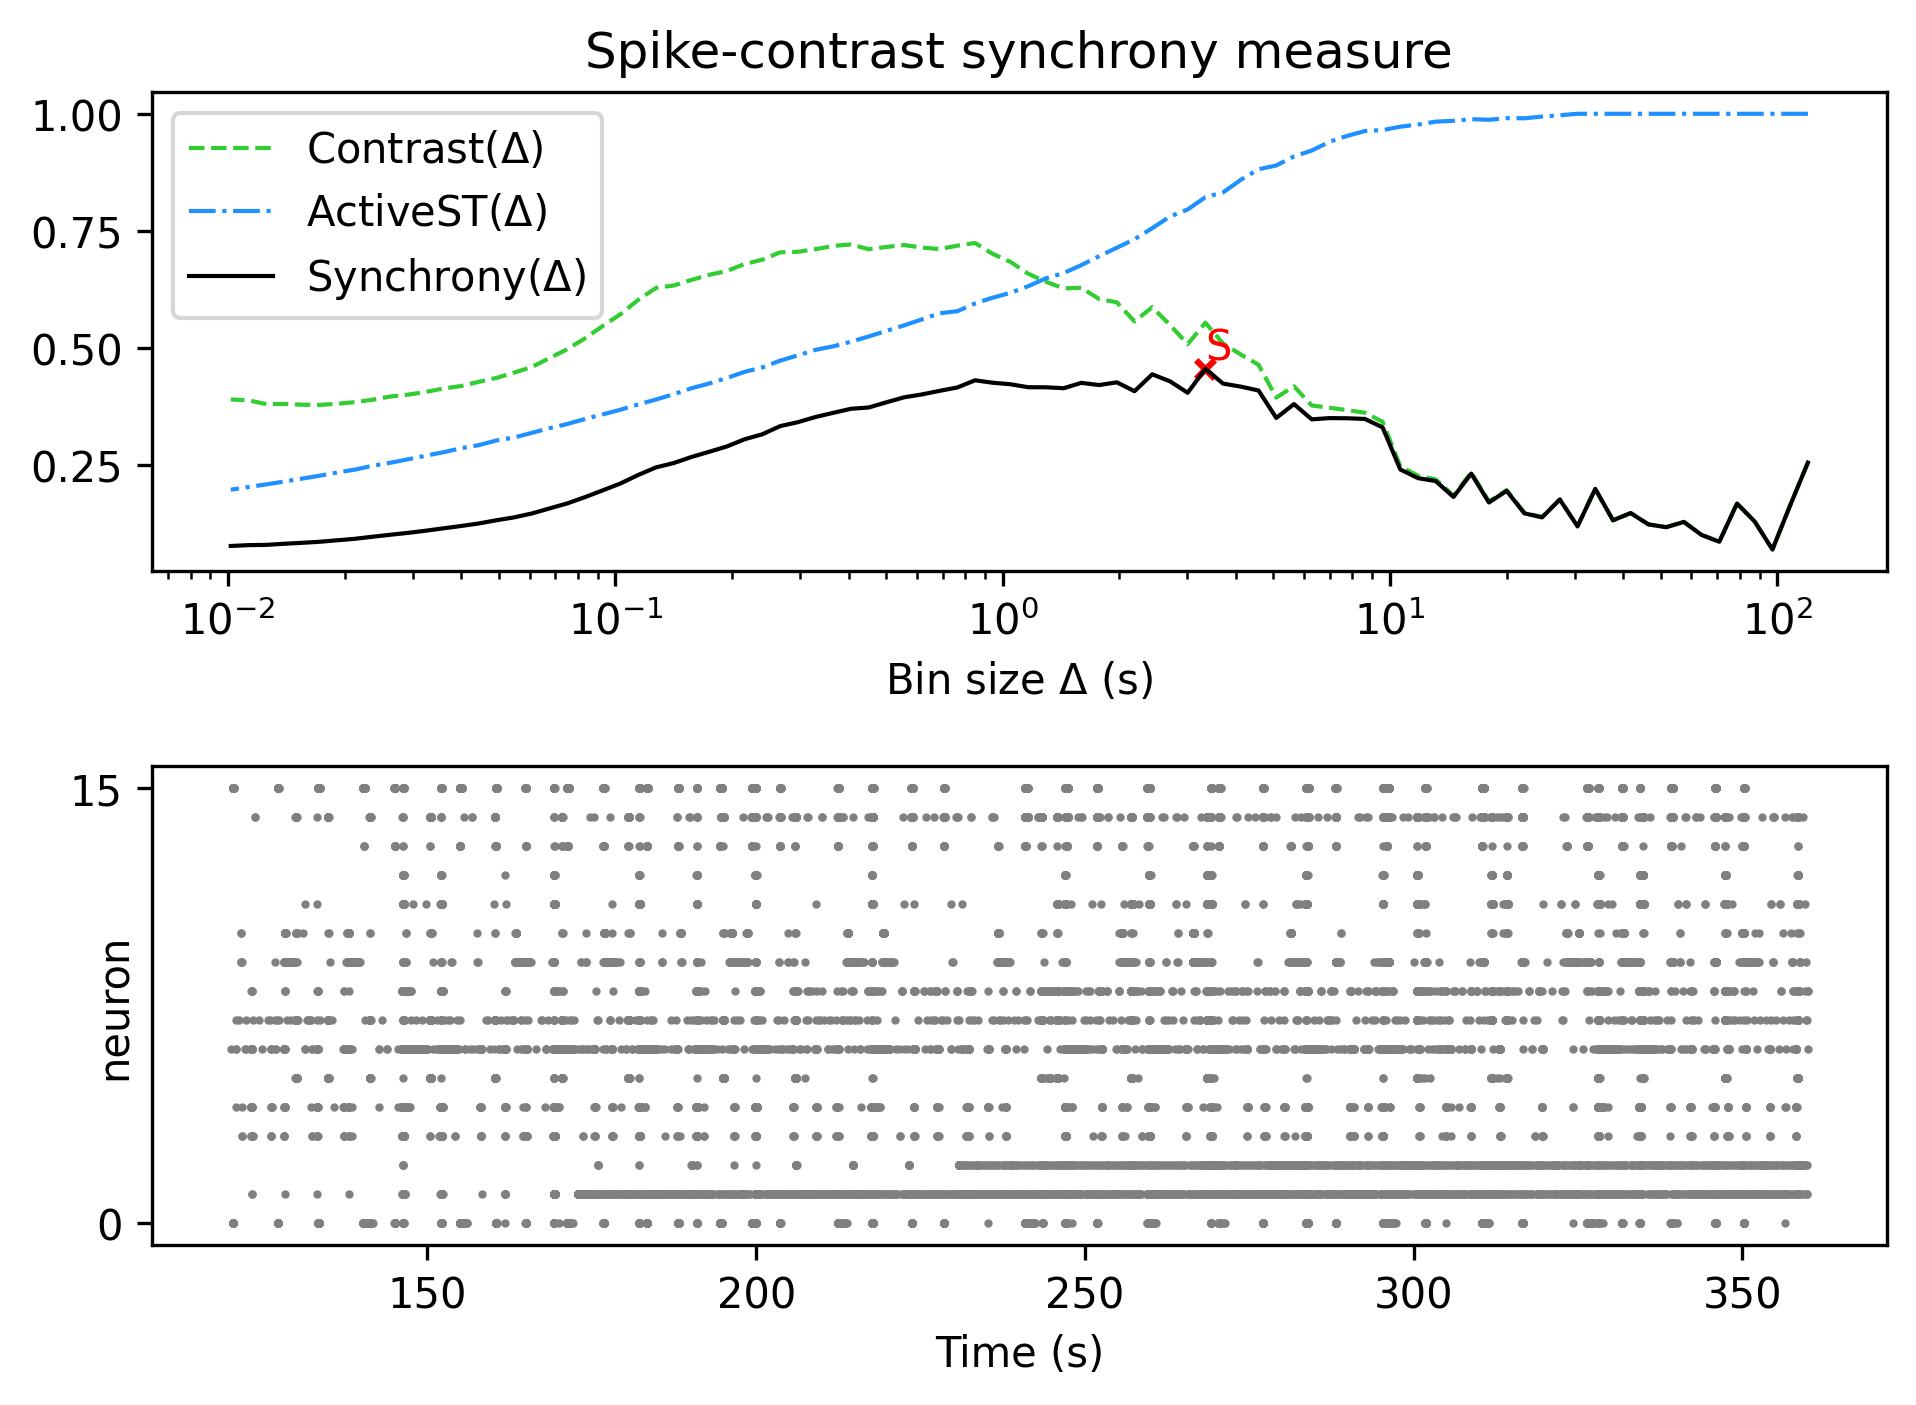 Spike-contrast synchrony measure
1.00
0.75
0.50
0.25
Contrast(Δ)
ActiveST(Δ)
Synchrony(Δ)
S
10⁻² 10⁻¹ 10⁰ 10¹ 10²
Bin size Δ (s)
15
neuron
0
150 200 250 300 350
Time (s)